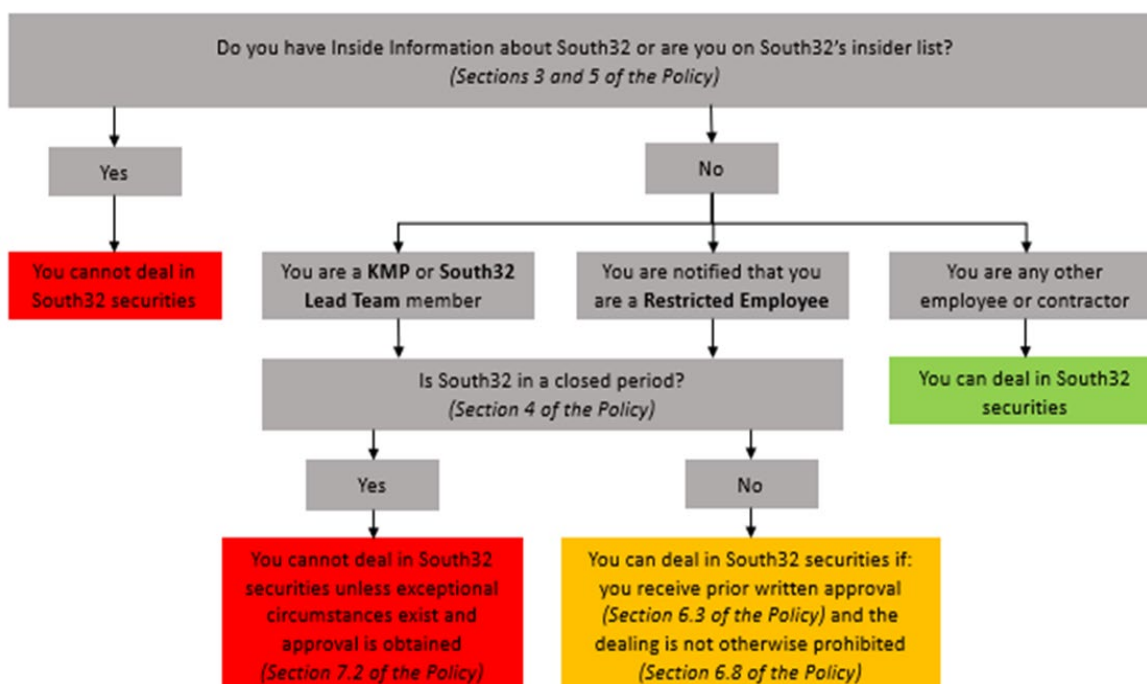 Do you have Inside Information about South32 or are you on South32's insider list?
(Sections 3 and 5 of the Policy)
Yes
No
You cannot deal in
South32 securities
You are a KMP or South32
Lead Team member
You are notified that you
are a Restricted Employee
You are any other
employee or contractor
Is South32 in a closed period?
(Section 4 of the Policy)
You can deal in South32
securities
Yes
No
You cannot deal in South32
securities unless exceptional
circumstances exist and
approval is obtained
(Section 7.2 of the Policy)
You can deal in South32 securities if:
you receive prior written approval
(Section 6.3 of the Policy) and the
dealing is not otherwise prohibited
(Section 6.8 of the Policy)